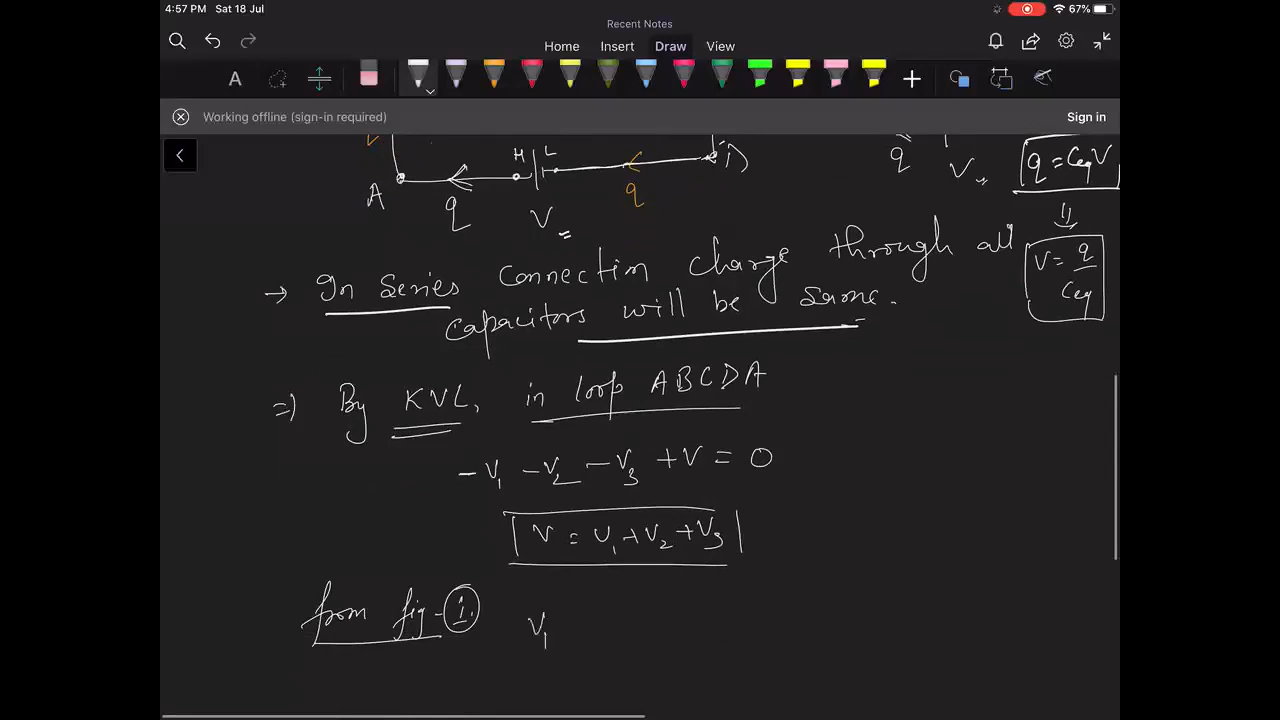 4:57 PM Sat 18 Jul
67%
Recent Notes
Home Insert Draw View
A
Working offline (sign-in required)
Sign in
H L D
A q V q
q V q = Ceq V
⇓
V = q / Ceq
→ In Series Connection Charge through all
capacitors will be same.
⇒ By KVL, in loop ABCDA
-V₁ -V₂ -V₃ +V = 0
V = V₁ + V₂ + V₃
from fig-① V₁